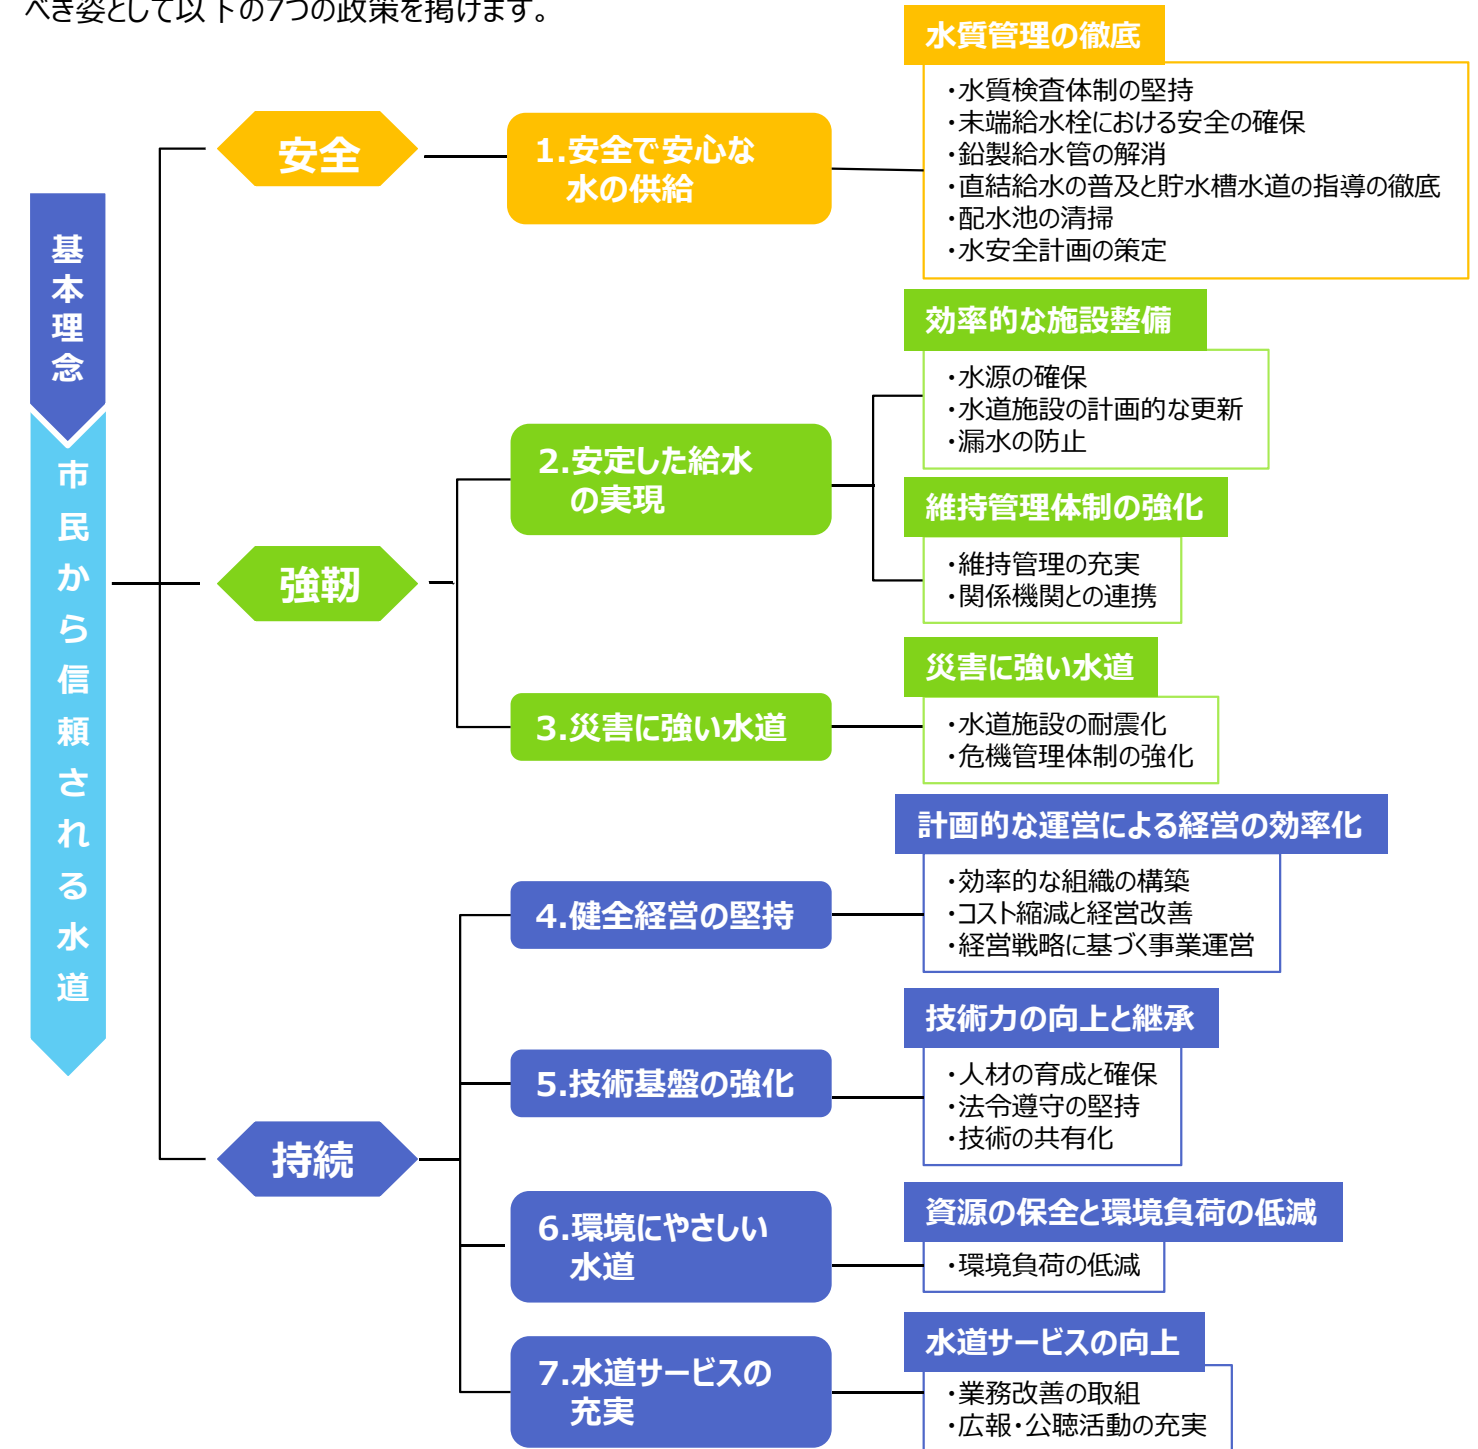 べき姿として以下の7つの政策を掲げます。
基本理念
市民から信頼される水道
安全
1.安全で安心な
水の供給
水質管理の徹底
・水質検査体制の堅持
・末端給水栓における安全の確保
・鉛製給水管の解消
・直結給水の普及と貯水槽水道の指導の徹底
・配水池の清掃
・水安全計画の策定
強靭
2.安定した給水
の実現
効率的な施設整備
・水源の確保
・水道施設の計画的な更新
・漏水の防止
維持管理体制の強化
・維持管理の充実
・関係機関との連携
3.災害に強い水道
災害に強い水道
・水道施設の耐震化
・危機管理体制の強化
持続
4.健全経営の堅持
計画的な運営による経営の効率化
・効率的な組織の構築
・コスト縮減と経営改善
・経営戦略に基づく事業運営
5.技術基盤の強化
技術力の向上と継承
・人材の育成と確保
・法令遵守の堅持
・技術の共有化
6.環境にやさしい
水道
資源の保全と環境負荷の低減
・環境負荷の低減
7.水道サービスの
充実
水道サービスの向上
・業務改善の取組
・広報・公聴活動の充実